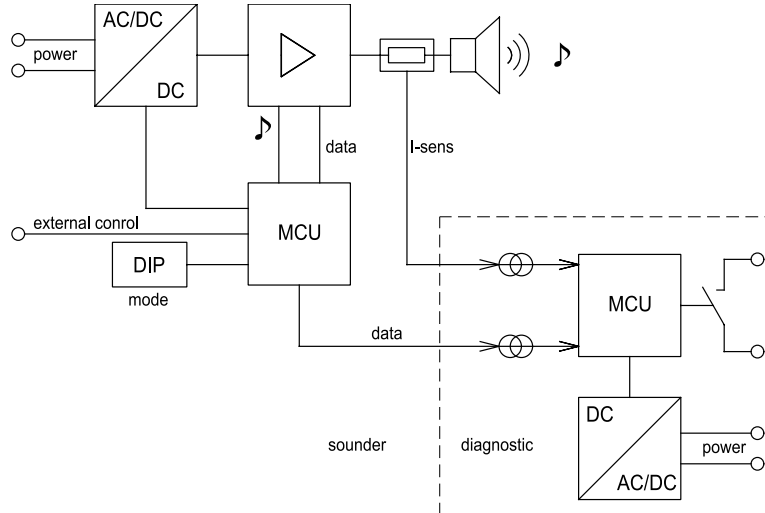 AC/DC
power
DC
data
I-sens
external conrol
MCU
DIP
mode
MCU
data
DC
sounder
diagnostic
power
AC/DC